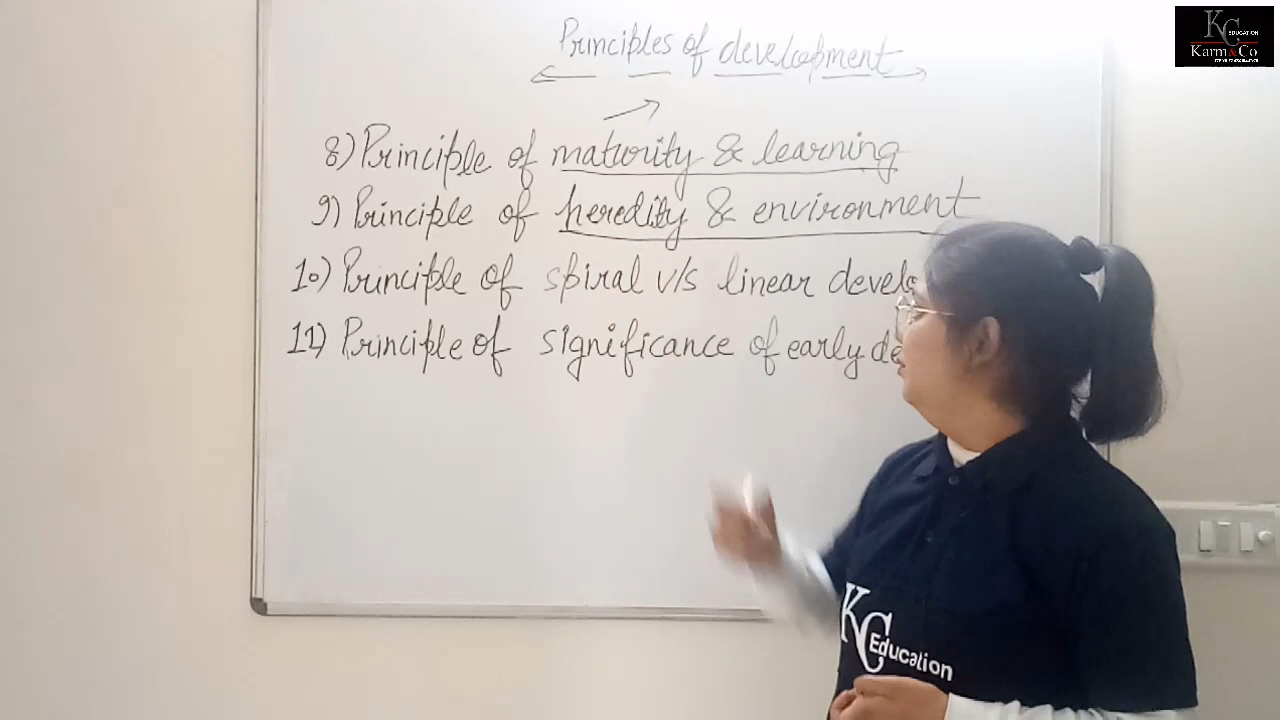 Principles of development
8) Principle of maturity & learning
9) Principle of heredity & environment
10) Principle of spiral v/s linear devel
11) Principle of significance of early de
KC EDUCATION
Karm&Co
KC Education